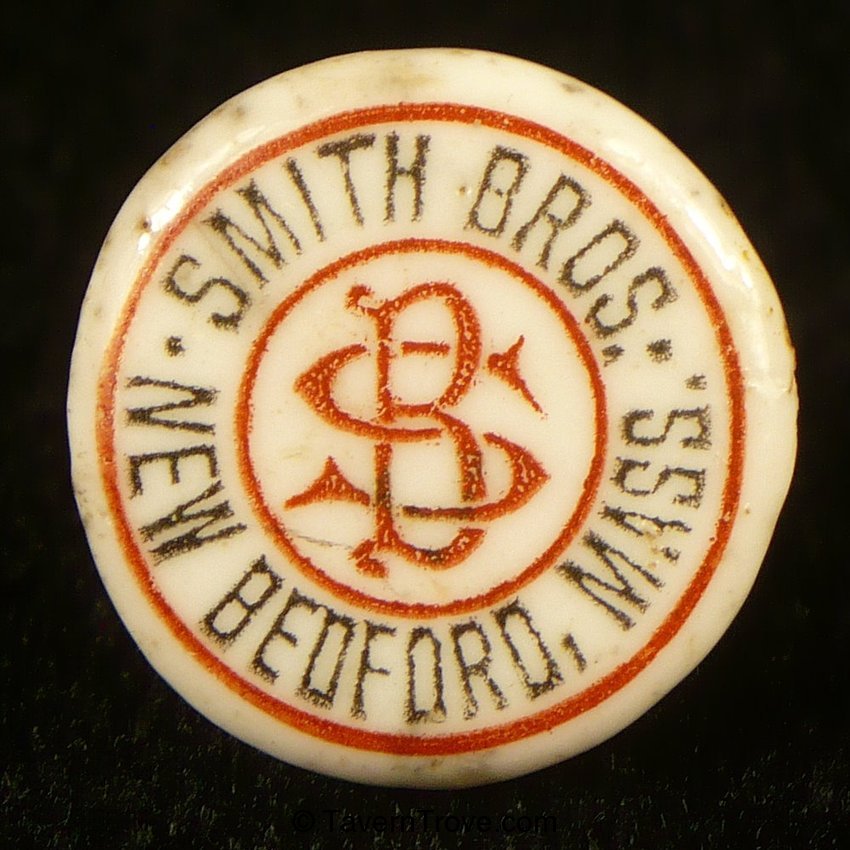 · SMITH BROS. ·
NEW BEDFORD, MASS.
SB
© TavernTrove.com